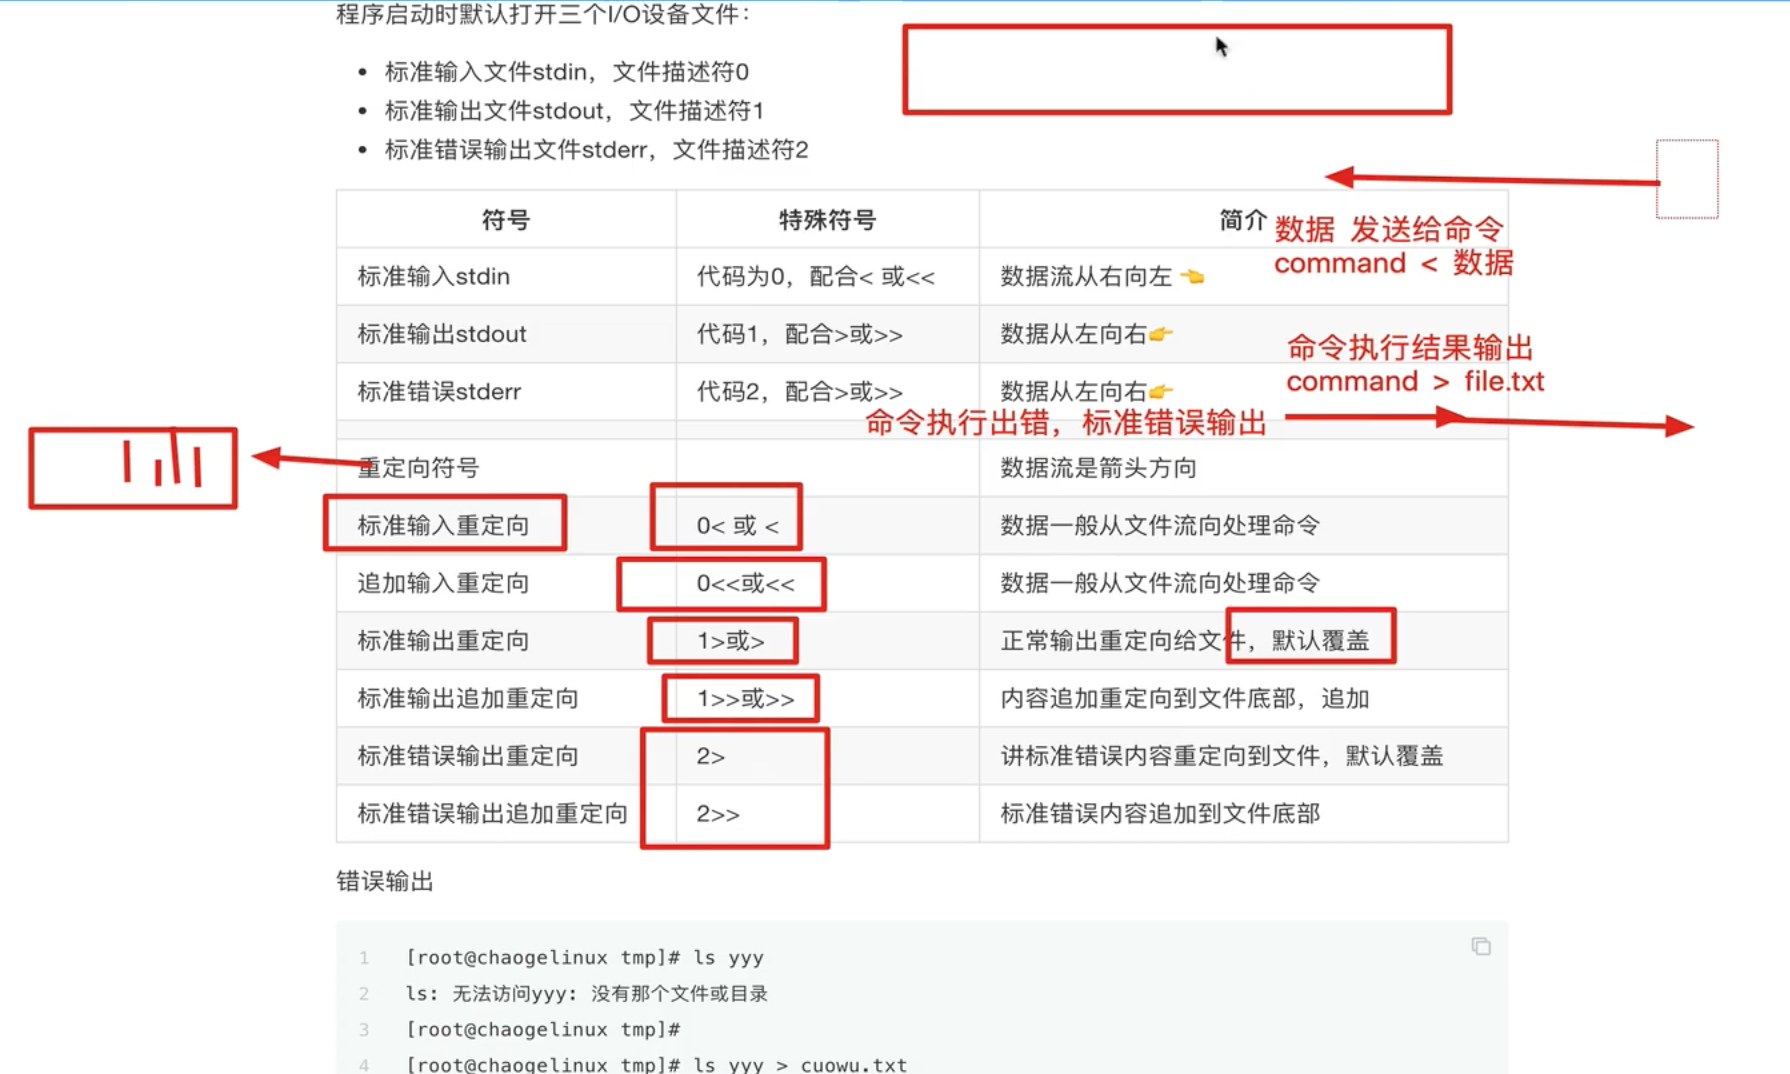 程序启动时默认打开三个I/O设备文件：
• 标准输入文件stdin，文件描述符0
• 标准输出文件stdout，文件描述符1
• 标准错误输出文件stderr，文件描述符2
符号 特殊符号 简介
数据 发送给命令
command < 数据
标准输入stdin 代码为0，配合< 或<< 数据流从右向左 👈
标准输出stdout 代码1，配合>或>> 数据从左向右👉
命令执行结果输出
command > file.txt
标准错误stderr 代码2，配合>或>> 数据从左向右👉
命令执行出错，标准错误输出
重定向符号 数据流是箭头方向
标准输入重定向 0< 或 < 数据一般从文件流向处理命令
追加输入重定向 0<<或<< 数据一般从文件流向处理命令
标准输出重定向 1>或> 正常输出重定向给文件，默认覆盖
标准输出追加重定向 1>>或>> 内容追加重定向到文件底部，追加
标准错误输出重定向 2> 讲标准错误内容重定向到文件，默认覆盖
标准错误输出追加重定向 2>> 标准错误内容追加到文件底部
错误输出
1 [root@chaogelinux tmp]# ls yyy
2 ls: 无法访问yyy: 没有那个文件或目录
3 [root@chaogelinux tmp]#
4 [root@chaogelinux tmp]# ls yyy > cuowu.txt